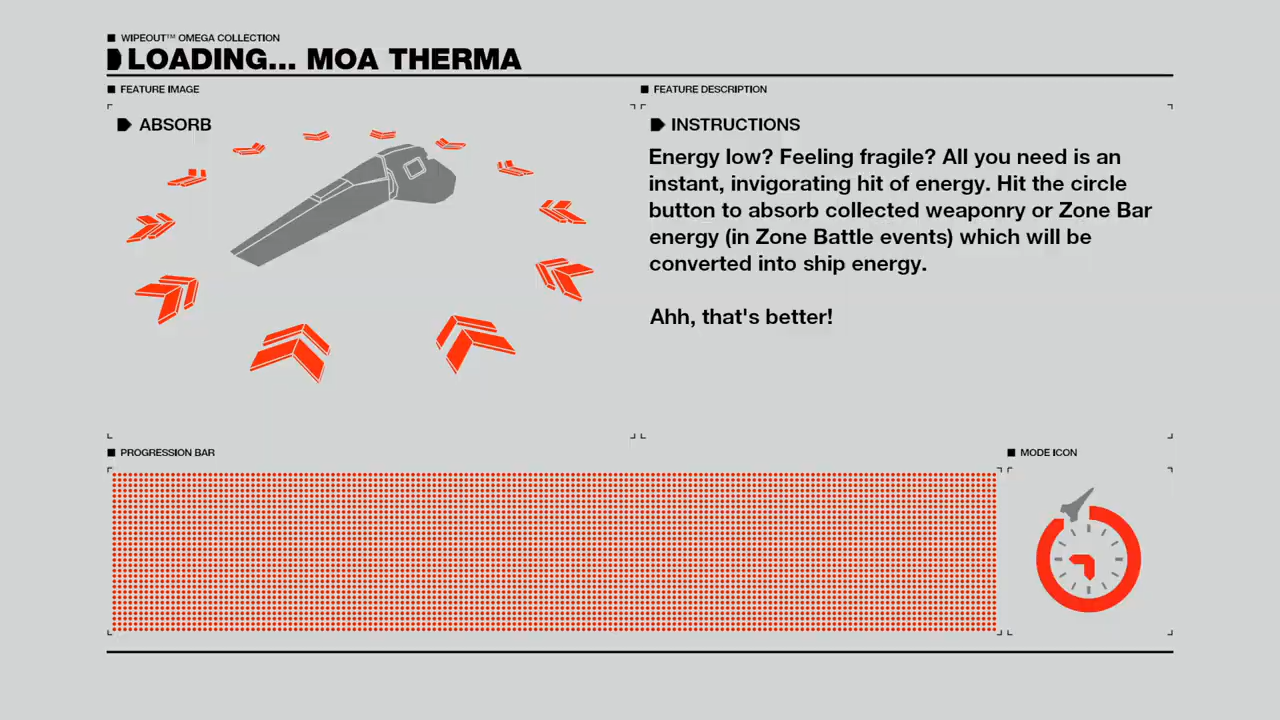 WIPEOUT™ OMEGA COLLECTION
LOADING... MOA THERMA
FEATURE IMAGE
ABSORB
FEATURE DESCRIPTION
INSTRUCTIONS
Energy low? Feeling fragile? All you need is an
instant, invigorating hit of energy. Hit the circle
button to absorb collected weaponry or Zone Bar
energy (in Zone Battle events) which will be
converted into ship energy.
Ahh, that's better!
PROGRESSION BAR
MODE ICON